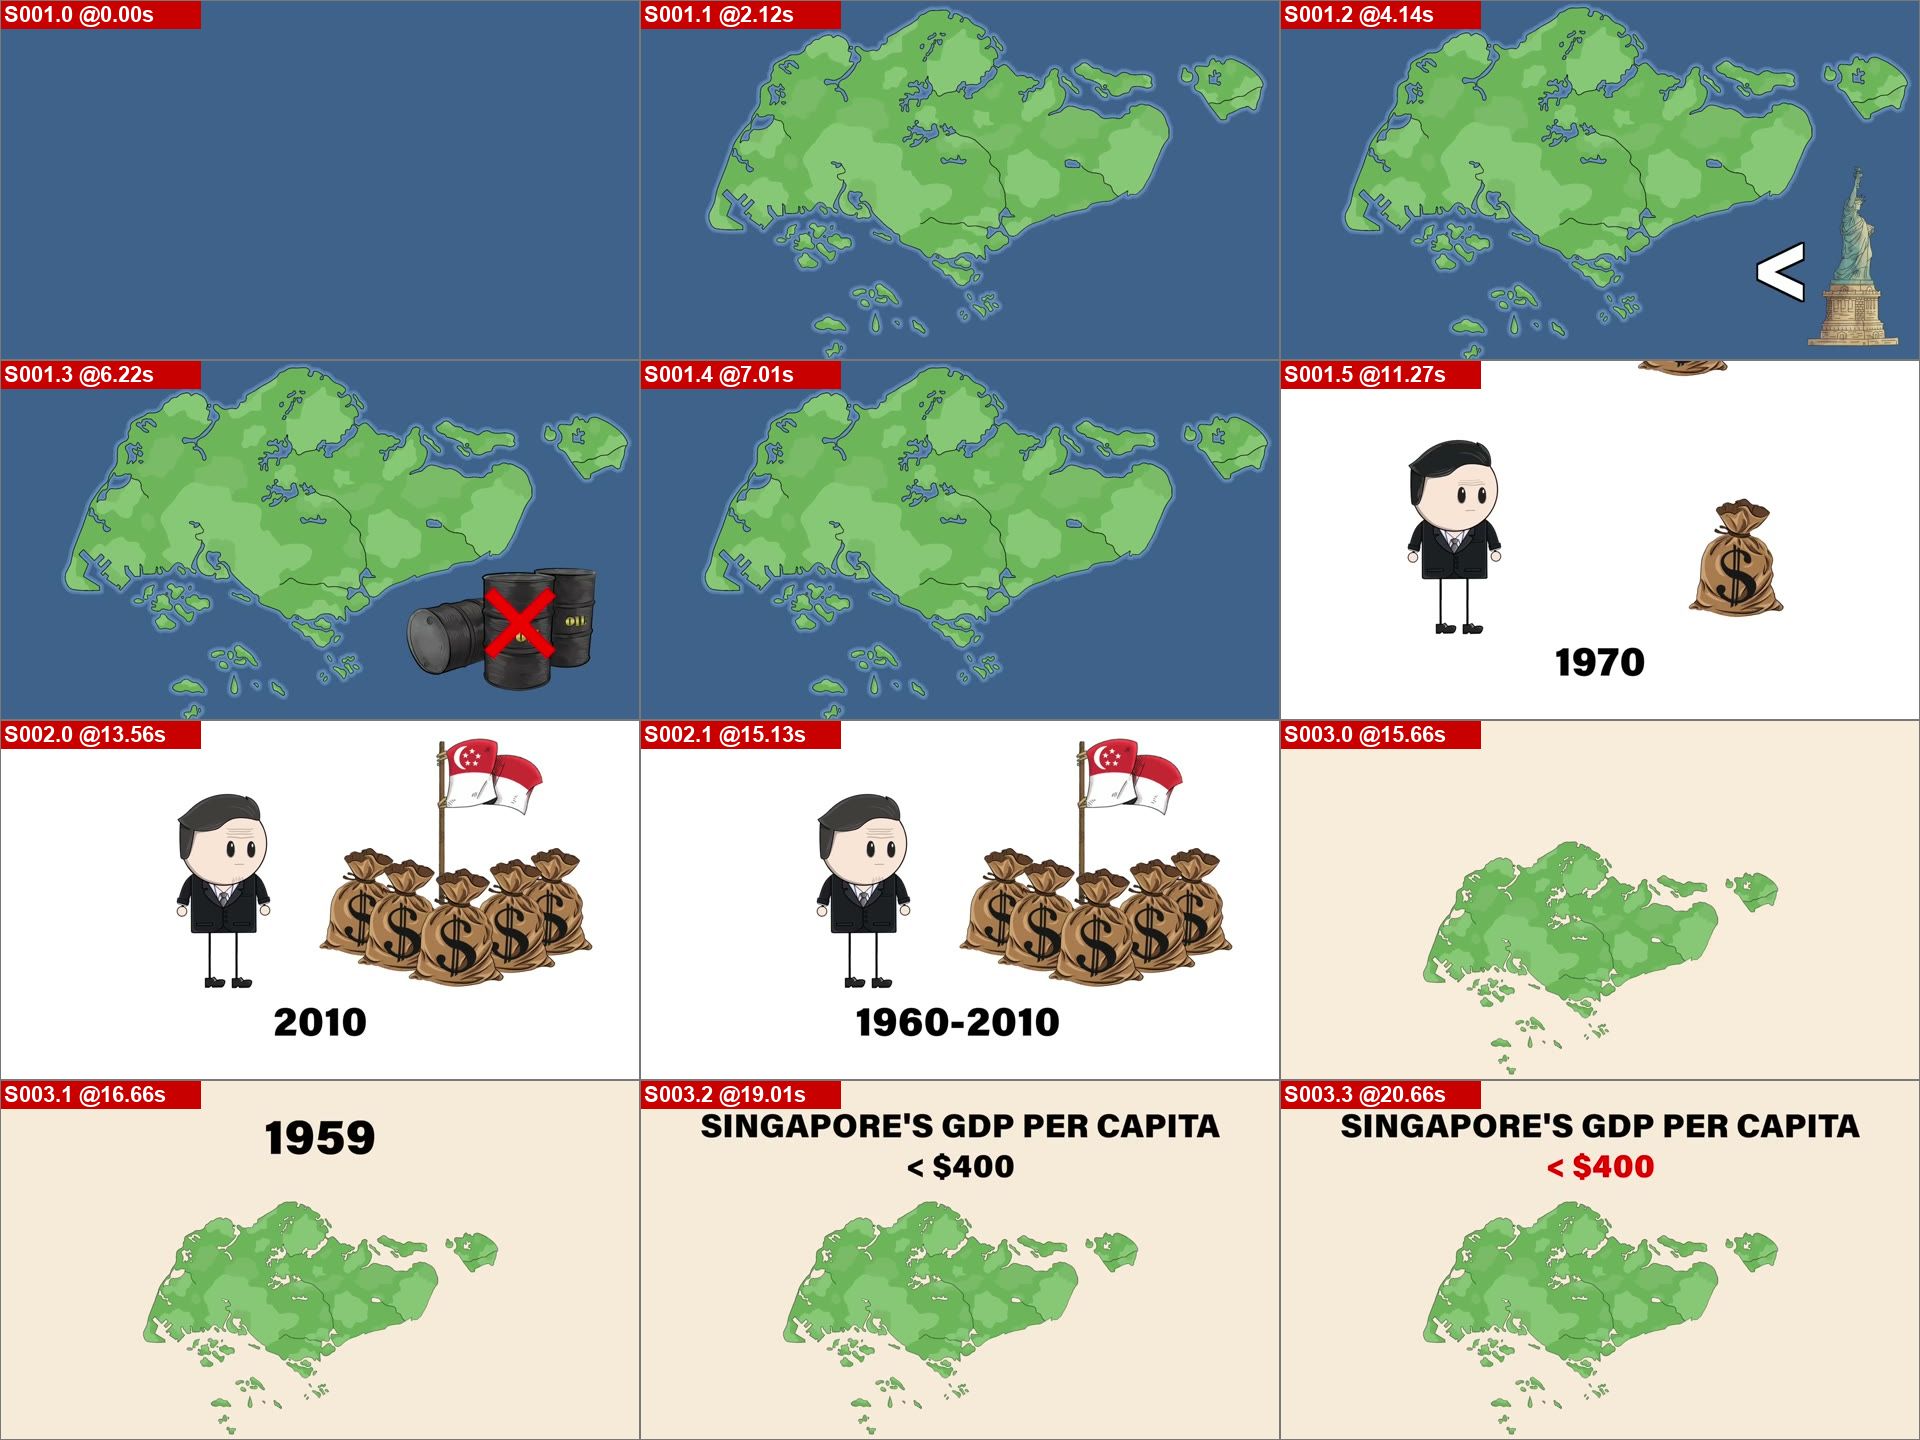 S001.0 @0.00s
S001.1 @2.12s
S001.2 @4.14s
<
S001.3 @6.22s
OIL
S001.4 @7.01s
S001.5 @11.27s
$
1970
S002.0 @13.56s
$ $ $ $ $
2010
S002.1 @15.13s
$ $ $ $ $
1960-2010
S003.0 @15.66s
S003.1 @16.66s
1959
S003.2 @19.01s
SINGAPORE'S GDP PER CAPITA
< $400
S003.3 @20.66s
SINGAPORE'S GDP PER CAPITA
< $400